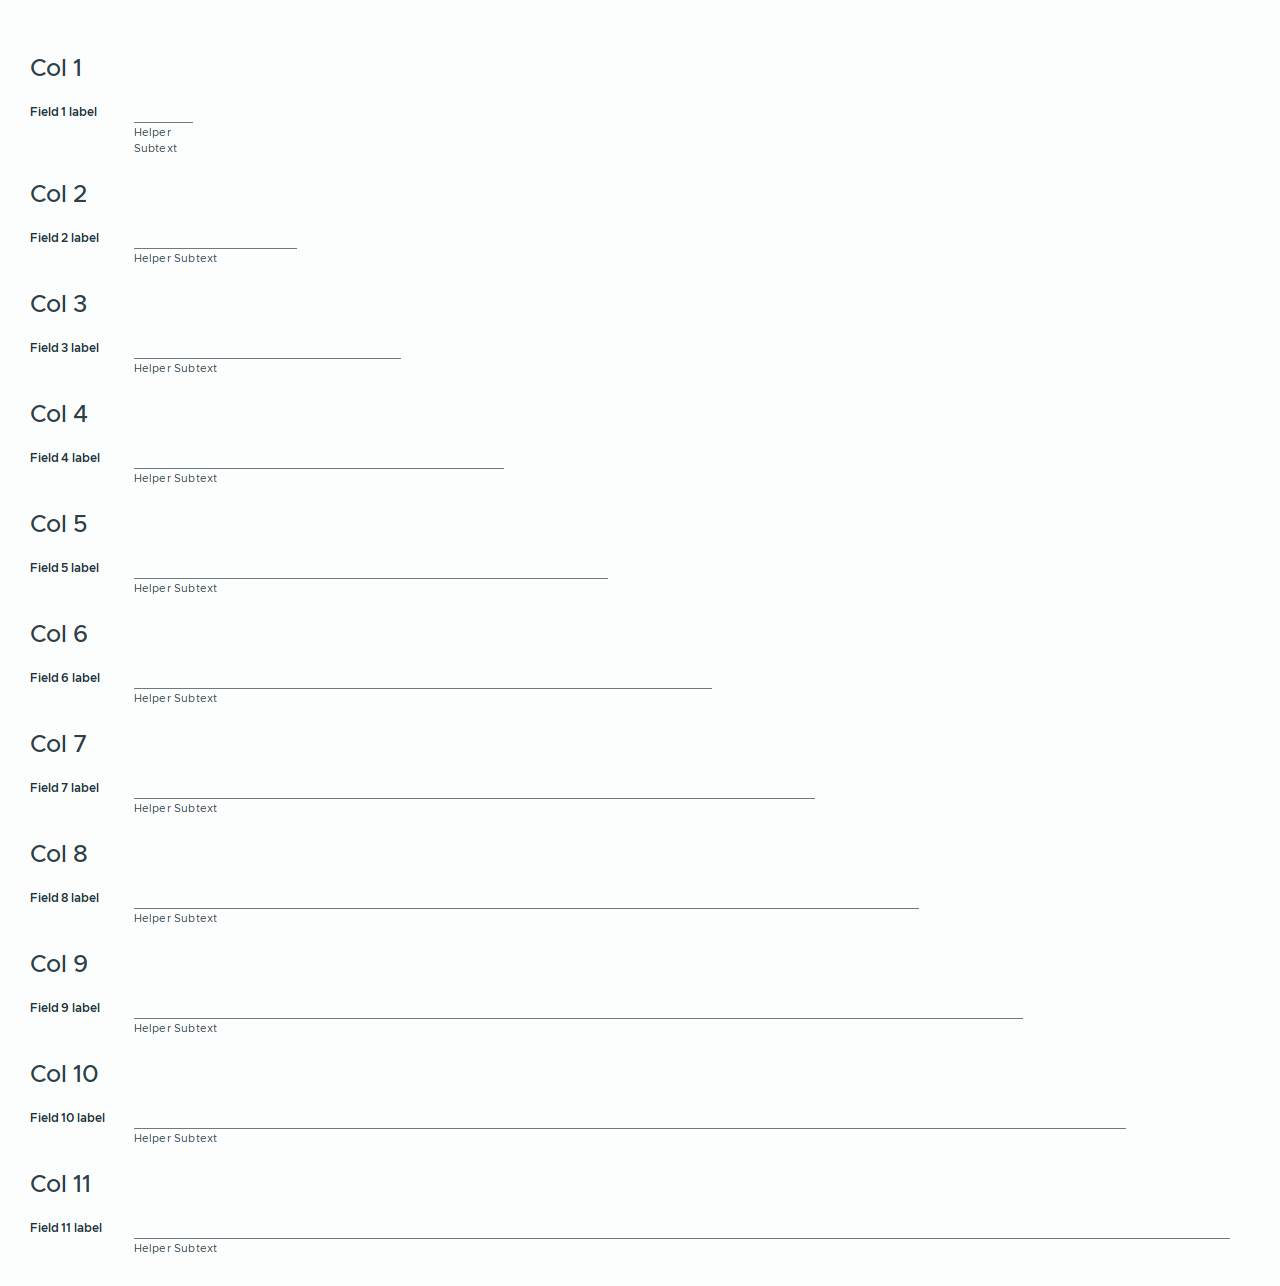 Col 1
Field 1 label
Helper
Subtext
Col 2
Field 2 label
Helper Subtext
Col 3
Field 3 label
Helper Subtext
Col 4
Field 4 label
Helper Subtext
Col 5
Field 5 label
Helper Subtext
Col 6
Field 6 label
Helper Subtext
Col 7
Field 7 label
Helper Subtext
Col 8
Field 8 label
Helper Subtext
Col 9
Field 9 label
Helper Subtext
Col 10
Field 10 label
Helper Subtext
Col 11
Field 11 label
Helper Subtext